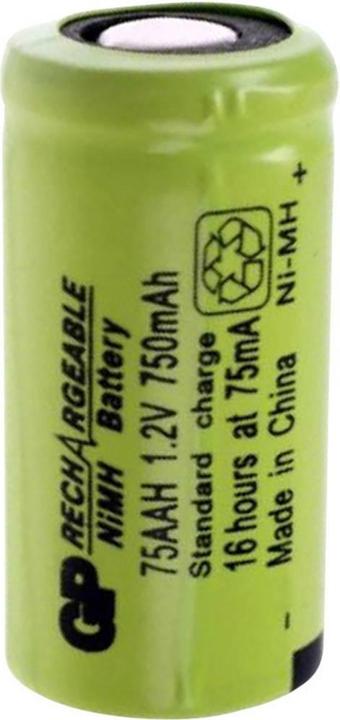 GP RECHARGEABLE
NiMH Battery
75AAH 1.2V 750mAh
Standard charge
16 hours at 75mA
Made in China Ni-MH +
-